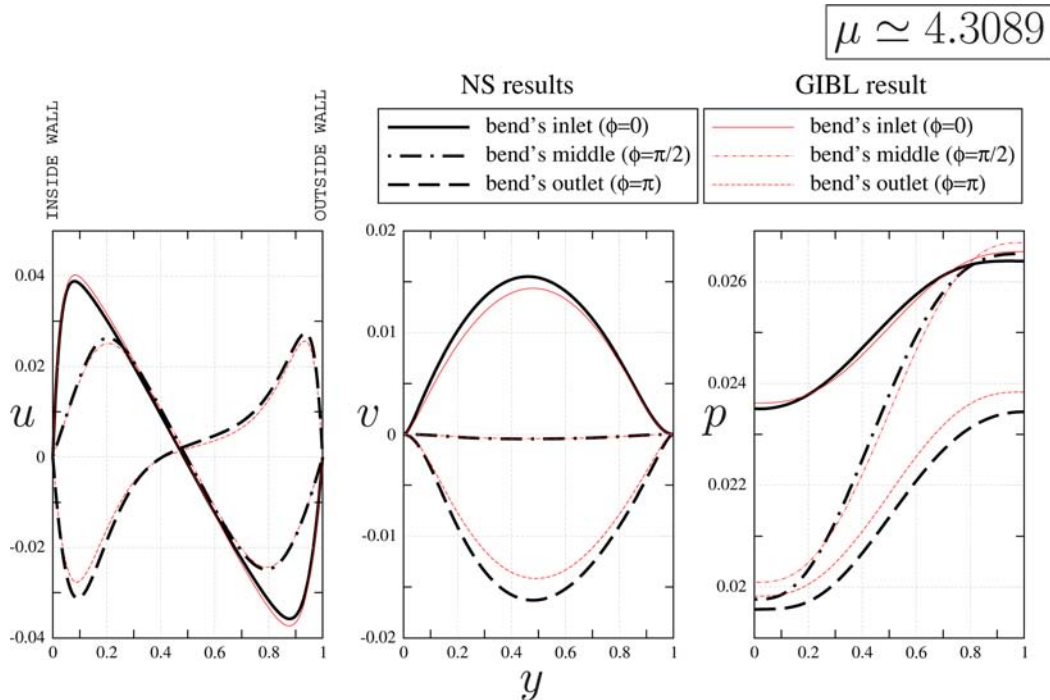 μ ≃ 4.3089
NS results
GIBL result
bend's inlet (ϕ=0)
bend's middle (ϕ=π/2)
bend's outlet (ϕ=π)
bend's inlet (ϕ=0)
bend's middle (ϕ=π/2)
bend's outlet (ϕ=π)
INSIDE WALL
OUTSIDE WALL
0.04
0.02
0
-0.02
-0.04
u
0 0.2 0.4 0.6 0.8 1
0.02
0.01
0
-0.01
-0.02
v
0 0.2 0.4 0.6 0.8 1
y
0.026
0.024
0.022
0.02
p
0 0.2 0.4 0.6 0.8 1